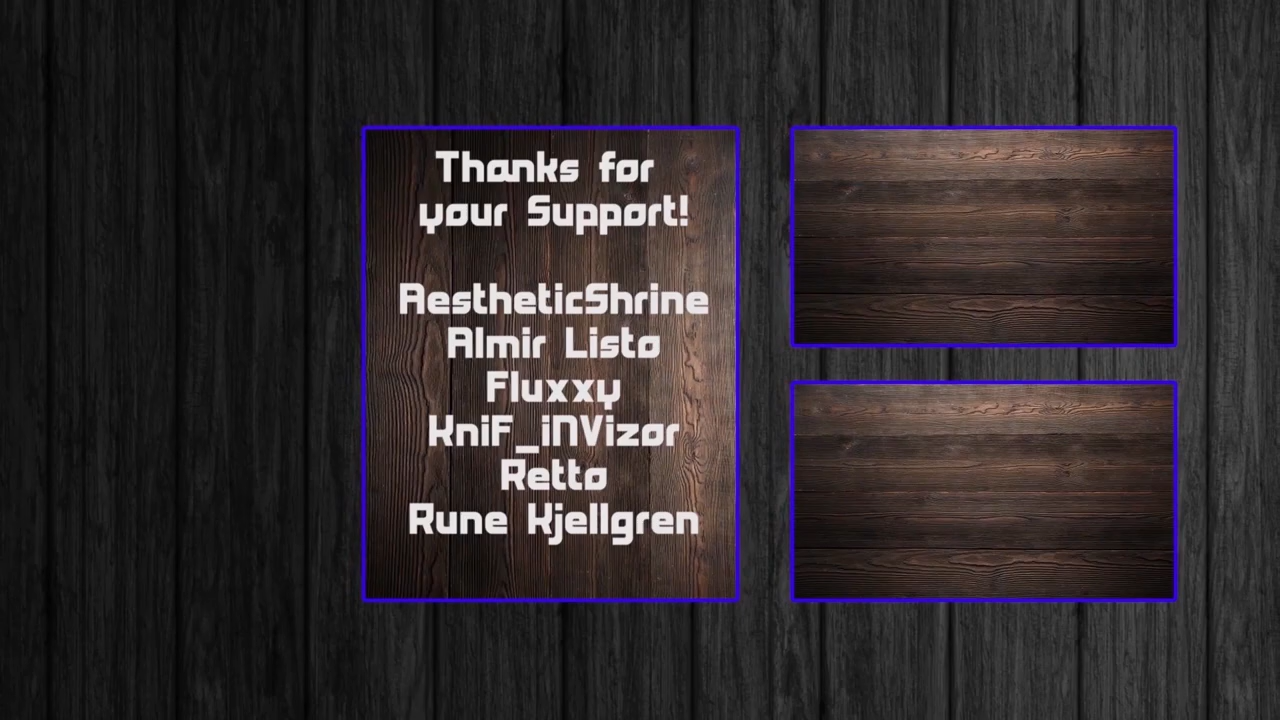 Thanks for
your Support!
AestheticShrine
Almir Listo
Fluxxy
KniF_iNVizor
Retto
Rune Kjellgren